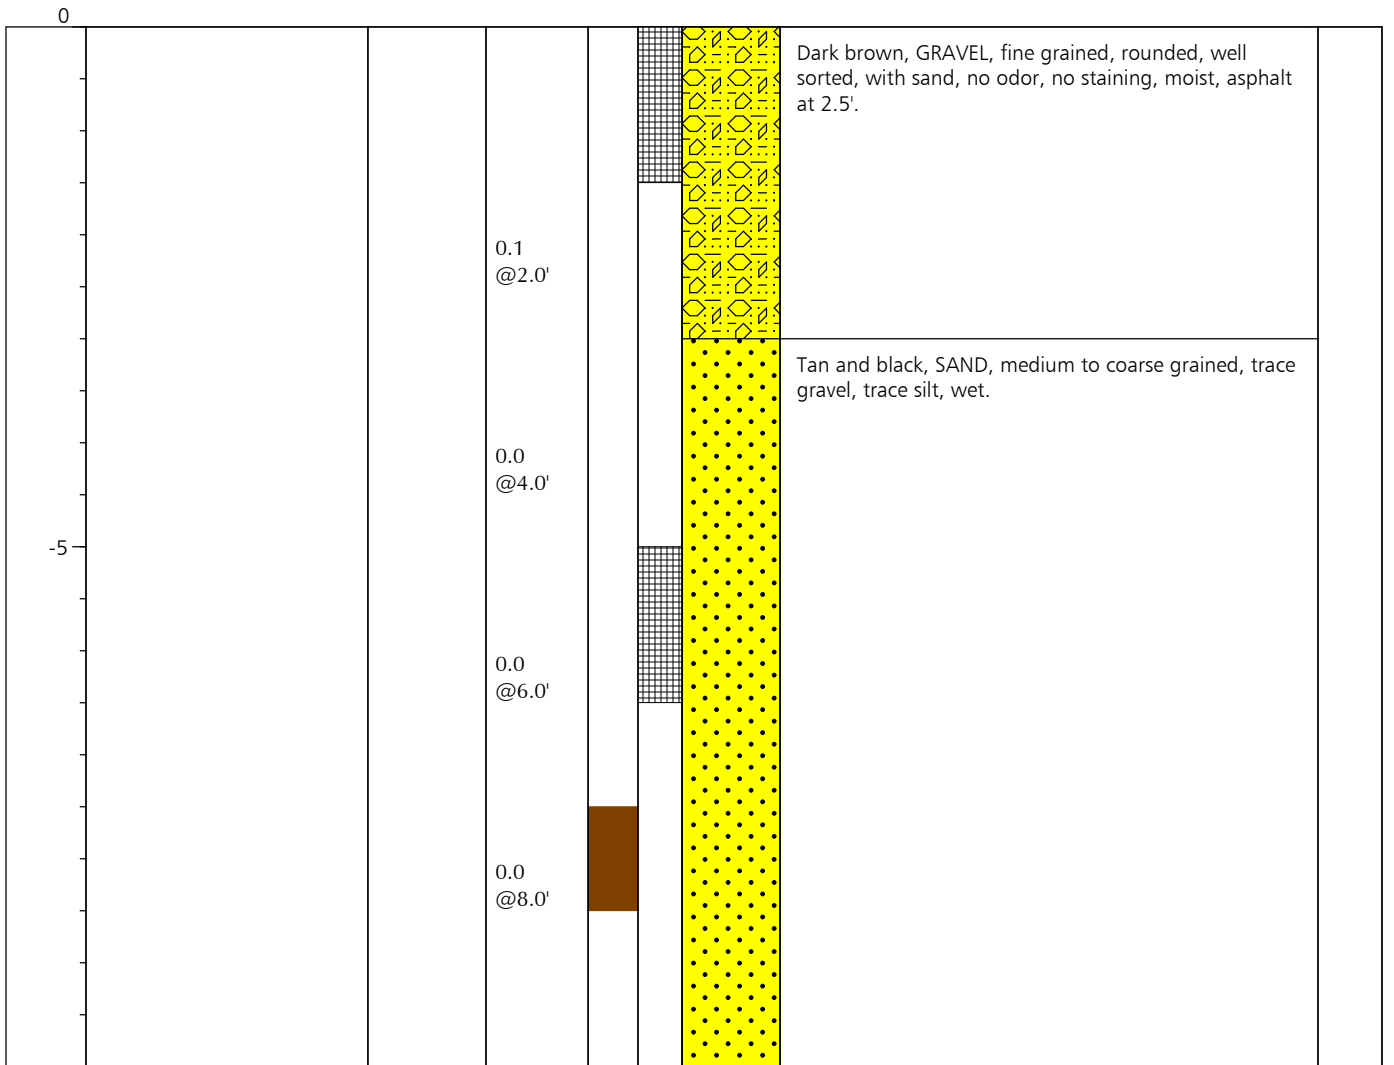 0
Dark brown, GRAVEL, fine grained, rounded, well
sorted, with sand, no odor, no staining, moist, asphalt
at 2.5'.
0.1
@2.0'
Tan and black, SAND, medium to coarse grained, trace
gravel, trace silt, wet.
0.0
@4.0'
-5
0.0
@6.0'
0.0
@8.0'